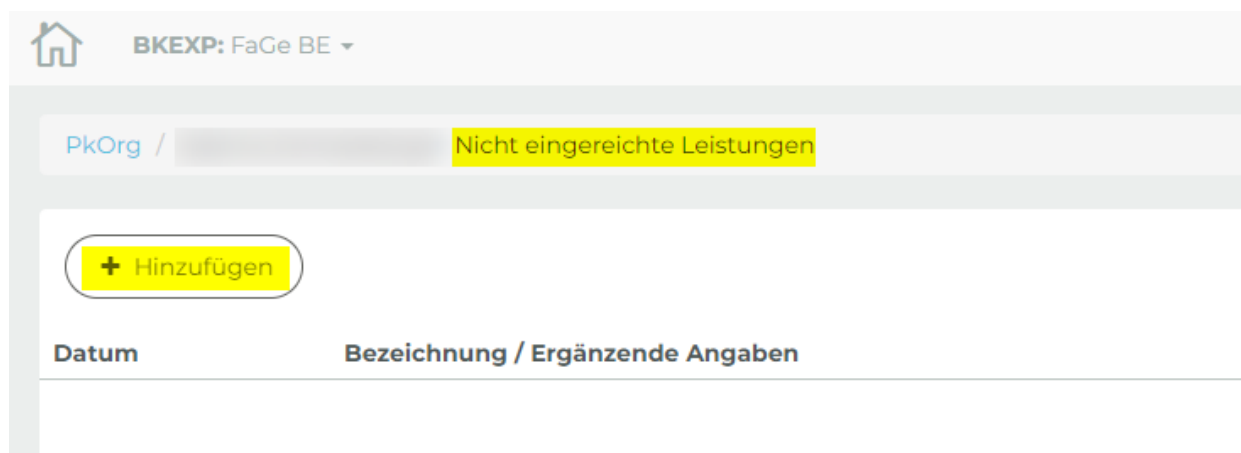 BKEXP: FaGe BE
PkOrg / Nicht eingereichte Leistungen
+ Hinzufügen
Datum Bezeichnung / Ergänzende Angaben